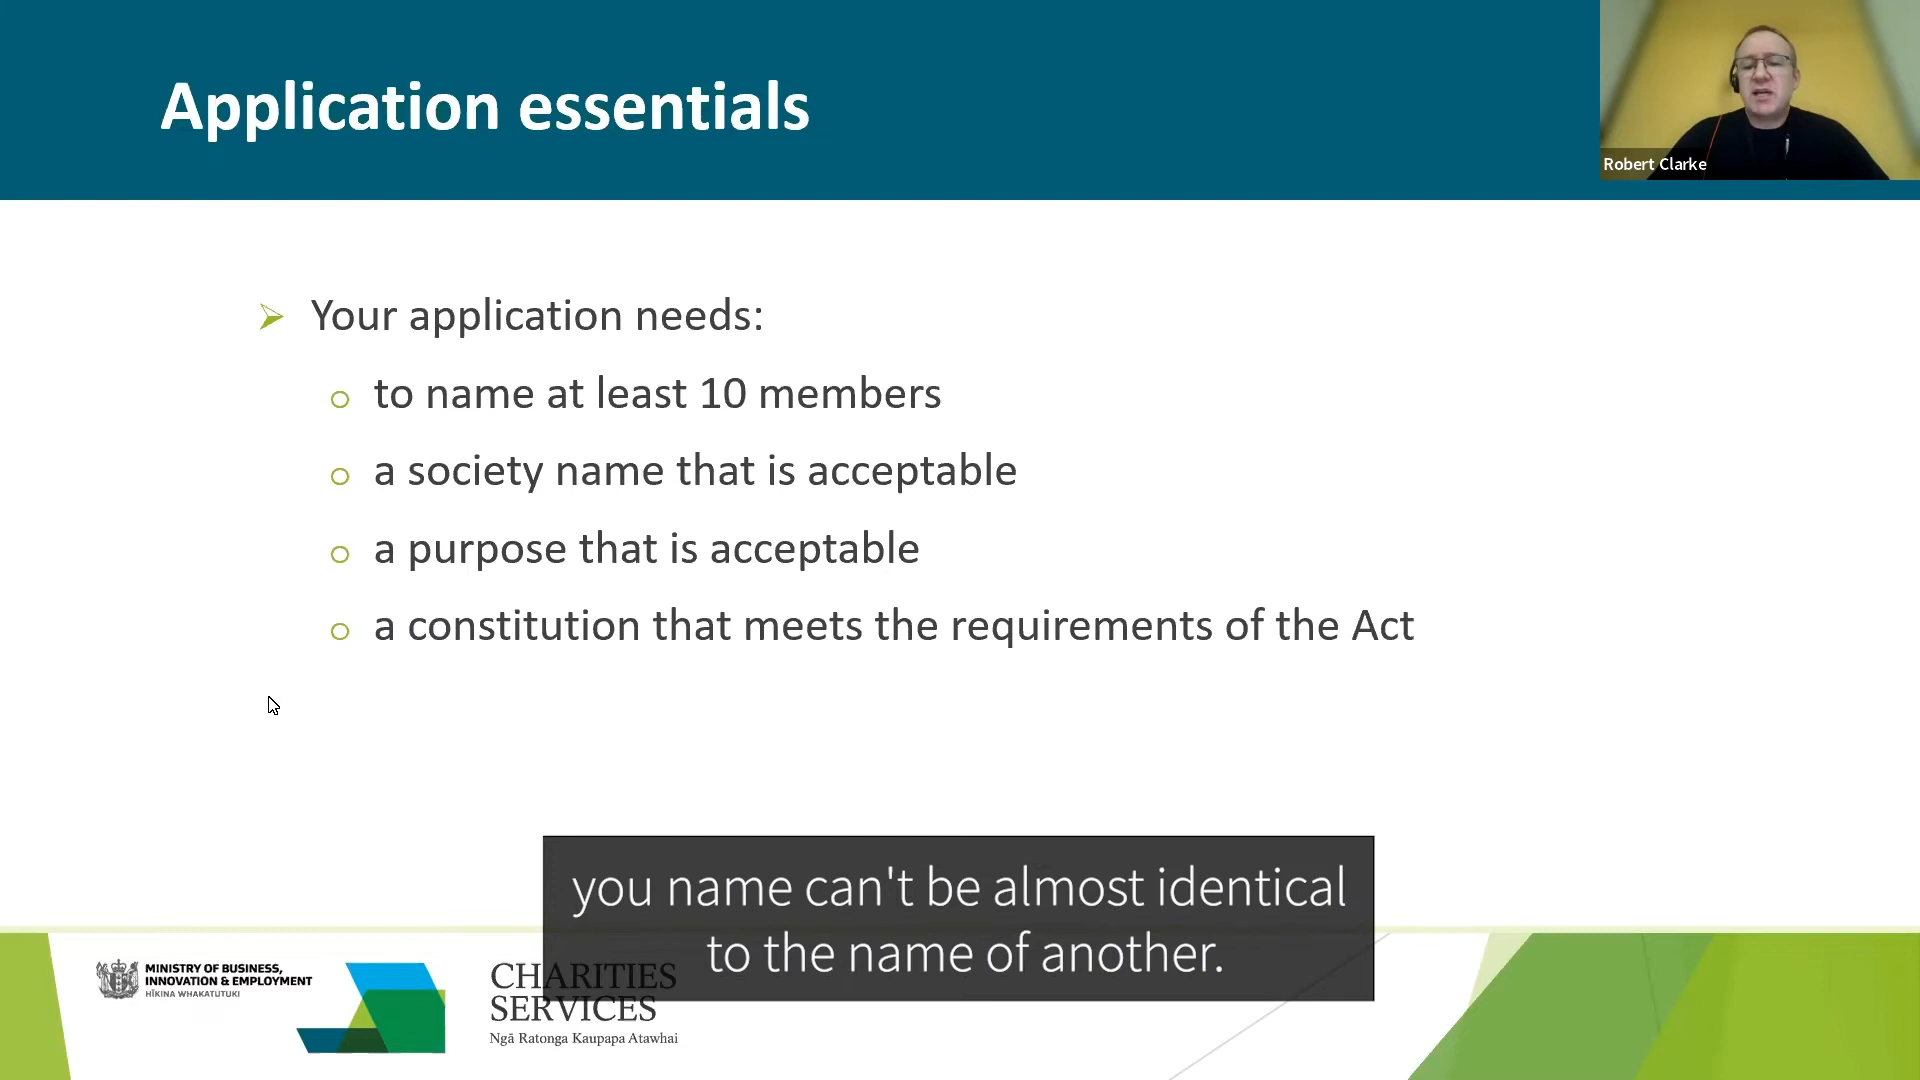 Application essentials
Robert Clarke
Your application needs:
to name at least 10 members
a society name that is acceptable
a purpose that is acceptable
a constitution that meets the requirements of the Act
you name can't be almost identical
to the name of another.
MINISTRY OF BUSINESS,
INNOVATION & EMPLOYMENT
HĪKINA WHAKATUTUKI
CHARITIES
SERVICES
Ngā Ratonga Kaupapa Atawhai